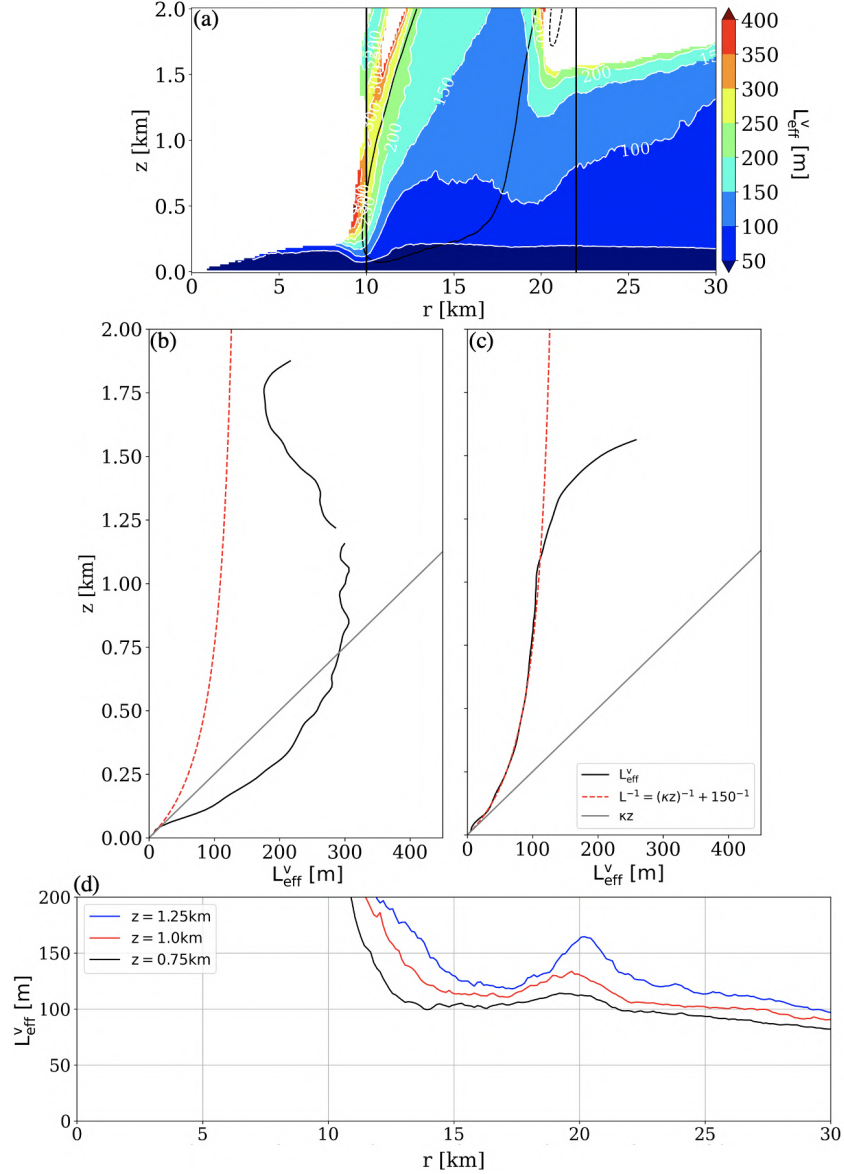 (a)
2.0
1.5
1.0
0.5
0.0
z [km]
0 5 10 15 20 25 30
r [km]
200
150
200
150
100
400
350
300
250
200
150
100
50
L^v_eff [m]
(b)
2.00
1.75
1.50
1.25
1.00
0.75
0.50
0.25
0.00
z [km]
0 100 200 300 400
L^v_eff [m]
(c)
L^v_eff
L⁻¹ = (κz)⁻¹ + 150⁻¹
κz
0 100 200 300 400
L^v_eff [m]
(d)
200
150
100
50
0
L^v_eff [m]
z = 1.25km
z = 1.0km
z = 0.75km
0 5 10 15 20 25 30
r [km]